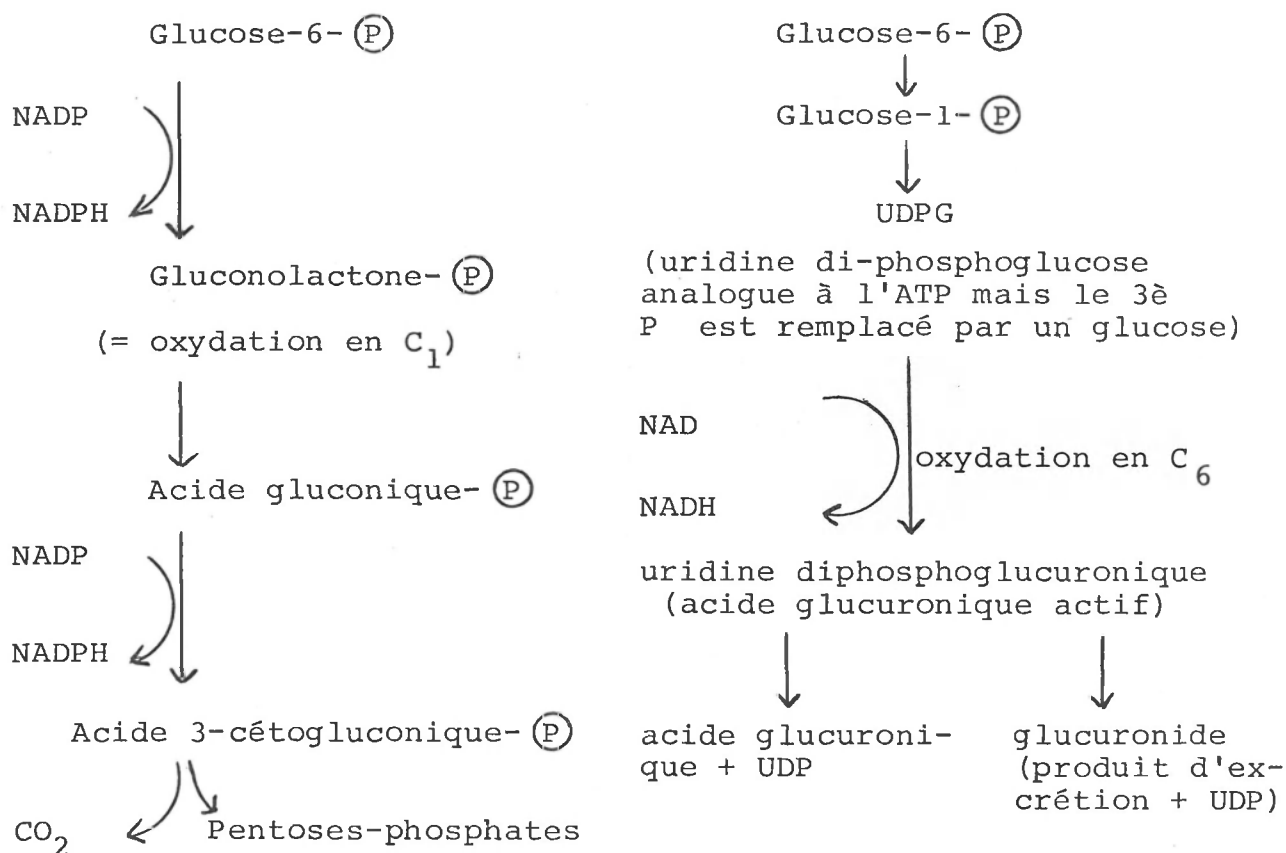 Glucose-6-Ⓟ
NADP
NADPH
Gluconolactone-Ⓟ
(= oxydation en C₁)
Acide gluconique-Ⓟ
NADP
NADPH
Acide 3-cétogluconique-Ⓟ
CO₂
Pentoses-phosphates
Glucose-6-Ⓟ
Glucose-1-Ⓟ
UDPG
(uridine di-phosphoglucose
analogue à l'ATP mais le 3è
P est remplacé par un glucose)
NAD
oxydation en C₆
NADH
uridine diphosphoglucuronique
(acide glucuronique actif)
acide glucuroni-
que + UDP
glucuronide
(produit d'ex-
crétion + UDP)